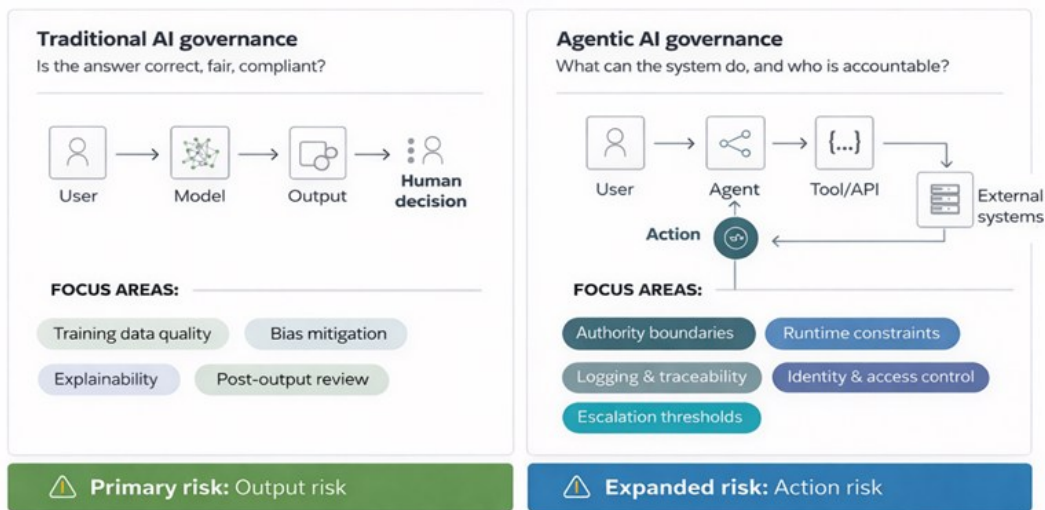 Traditional AI governance
Is the answer correct, fair, compliant?
User
Model
Output
Human
decision
FOCUS AREAS:
Training data quality
Bias mitigation
Explainability
Post-output review
Primary risk: Output risk
Agentic AI governance
What can the system do, and who is accountable?
User
Agent
{...}
Tool/API
External
systems
Action
FOCUS AREAS:
Authority boundaries
Runtime constraints
Logging & traceability
Identity & access control
Escalation thresholds
Expanded risk: Action risk